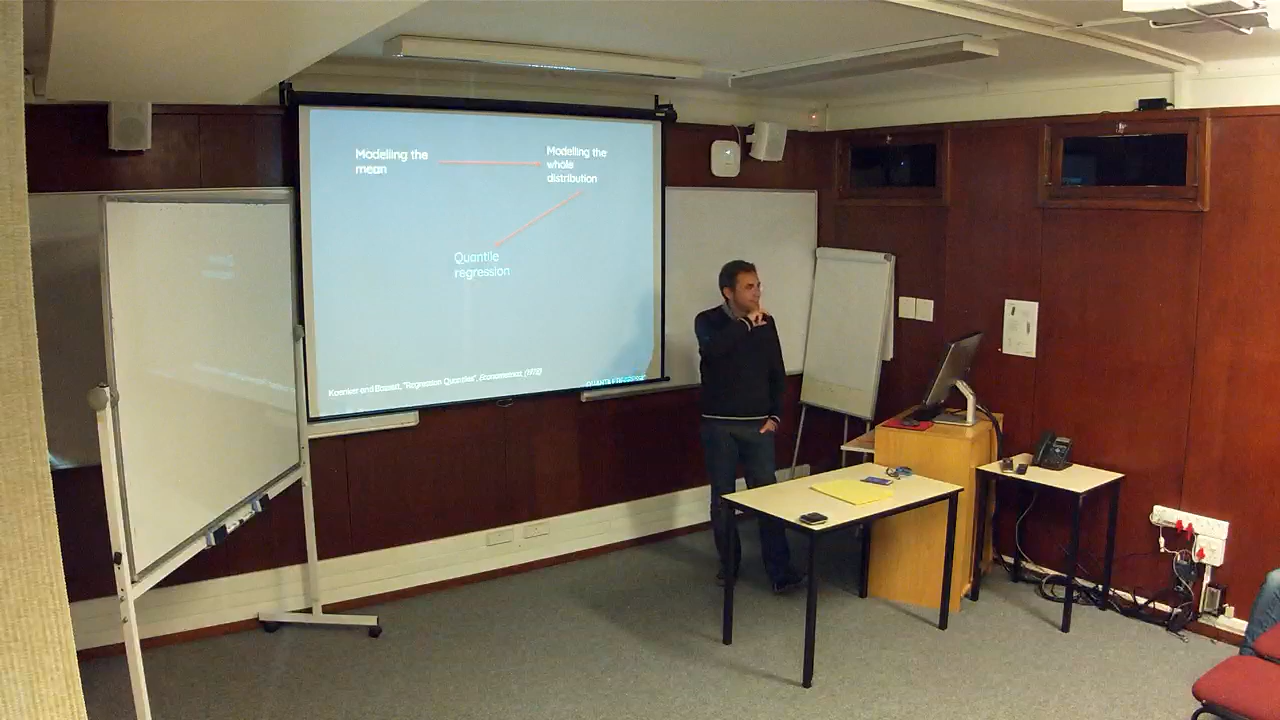 Modelling the
mean
Modelling the
whole
distribution
Quantile
regression
Koenker and Bassett, "Regression Quantiles", Econometrica, (1978)